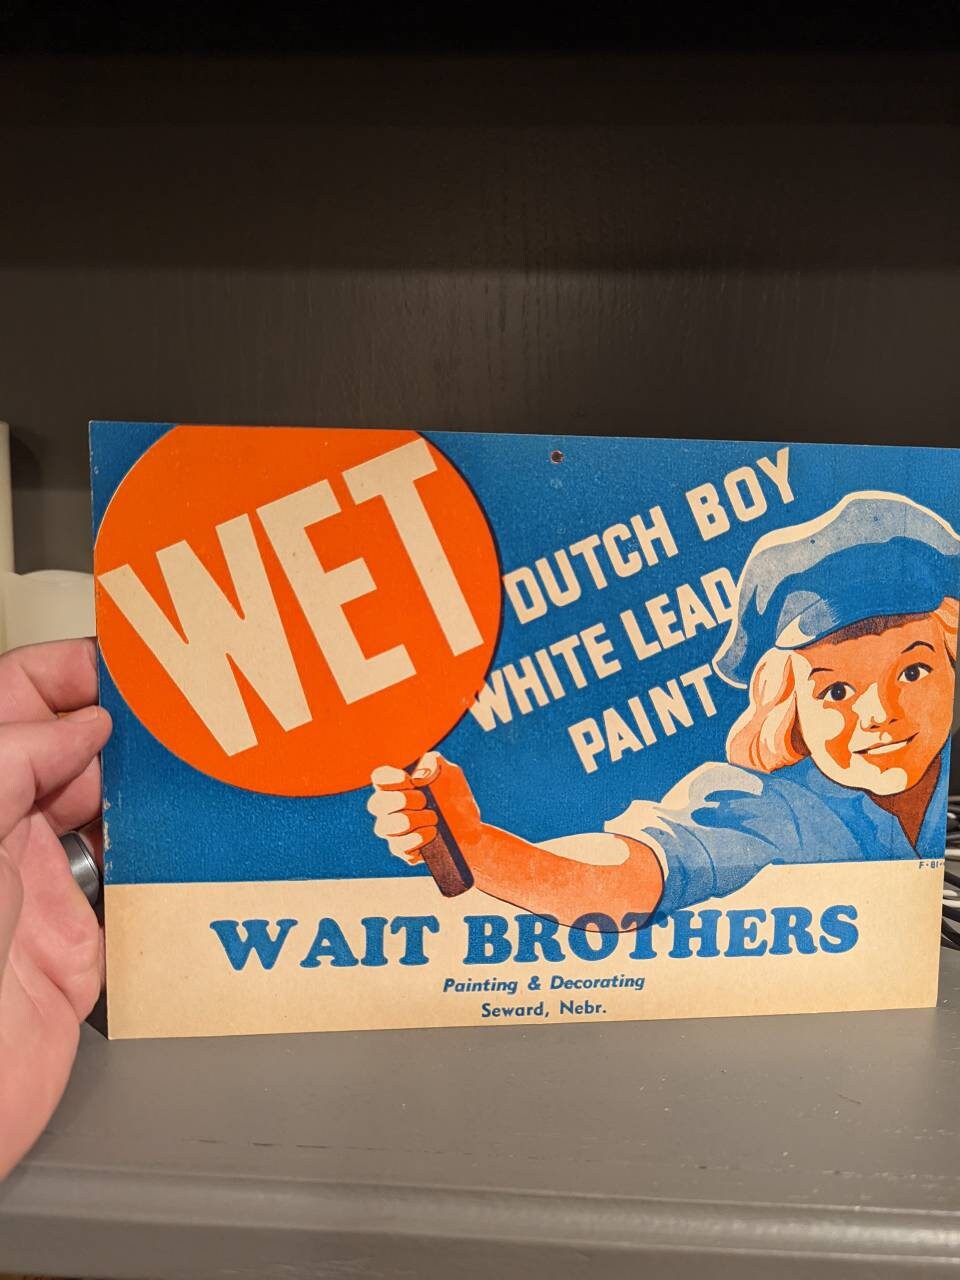 WET
DUTCH BOY
WHITE LEAD
PAINT
WAIT BROTHERS
Painting & Decorating
Seward, Nebr.